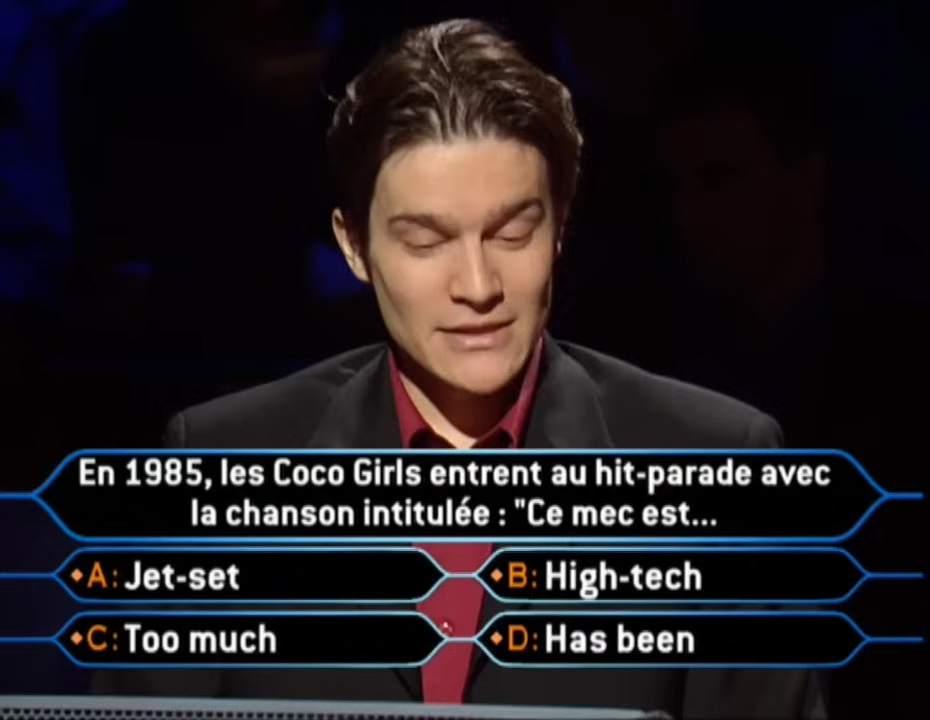 En 1985, les Coco Girls entrent au hit-parade avec
la chanson intitulée : "Ce mec est...
A: Jet-set
B: High-tech
C: Too much
D: Has been